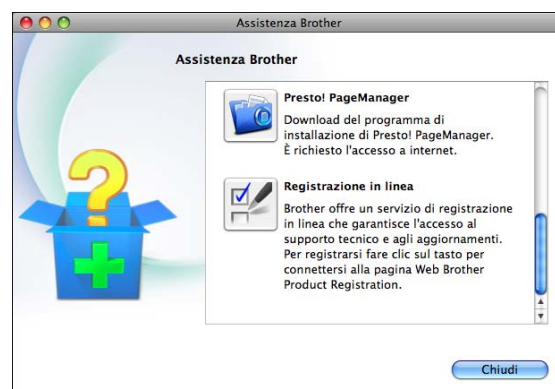 Assistenza Brother
Assistenza Brother
Presto! PageManager
Download del programma di
installazione di Presto! PageManager.
È richiesto l'accesso a internet.
Registrazione in linea
Brother offre un servizio di registrazione
in linea che garantisce l'accesso al
supporto tecnico e agli aggiornamenti.
Per registrarsi fare clic sul tasto per
connettersi alla pagina Web Brother
Product Registration.
Chiudi